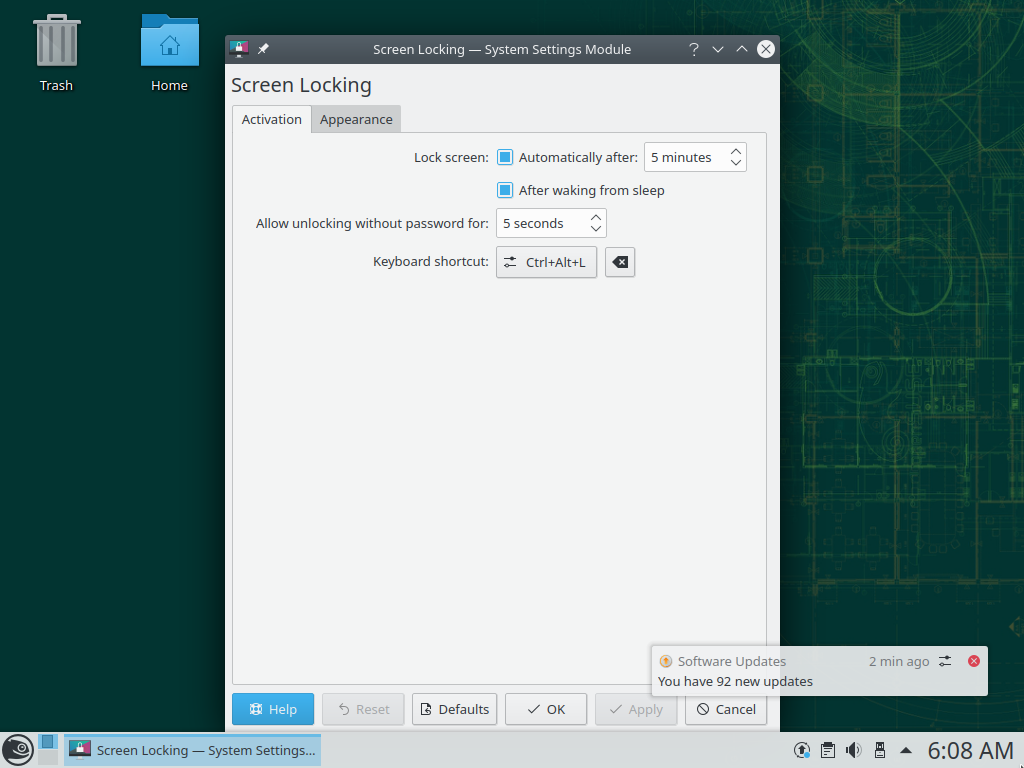 Trash
Home
Screen Locking — System Settings Module
Screen Locking
Activation
Appearance
Lock screen:
Automatically after:
5 minutes
After waking from sleep
Allow unlocking without password for:
5 seconds
Keyboard shortcut:
Ctrl+Alt+L
Software Updates
2 min ago
You have 92 new updates
Help
Reset
Defaults
OK
Apply
Cancel
Screen Locking — System Settings...
6:08 AM